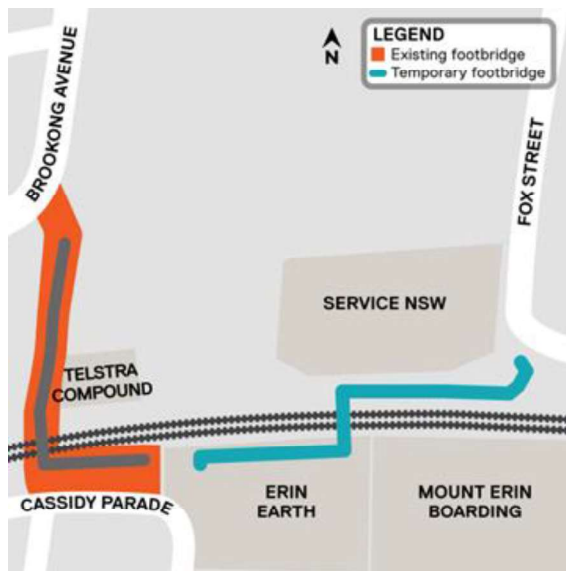 LEGEND
Existing footbridge
Temporary footbridge
N
BROOKONG AVENUE
FOX STREET
SERVICE NSW
TELSTRA
COMPOUND
CASSIDY PARADE
ERIN
EARTH
MOUNT ERIN
BOARDING